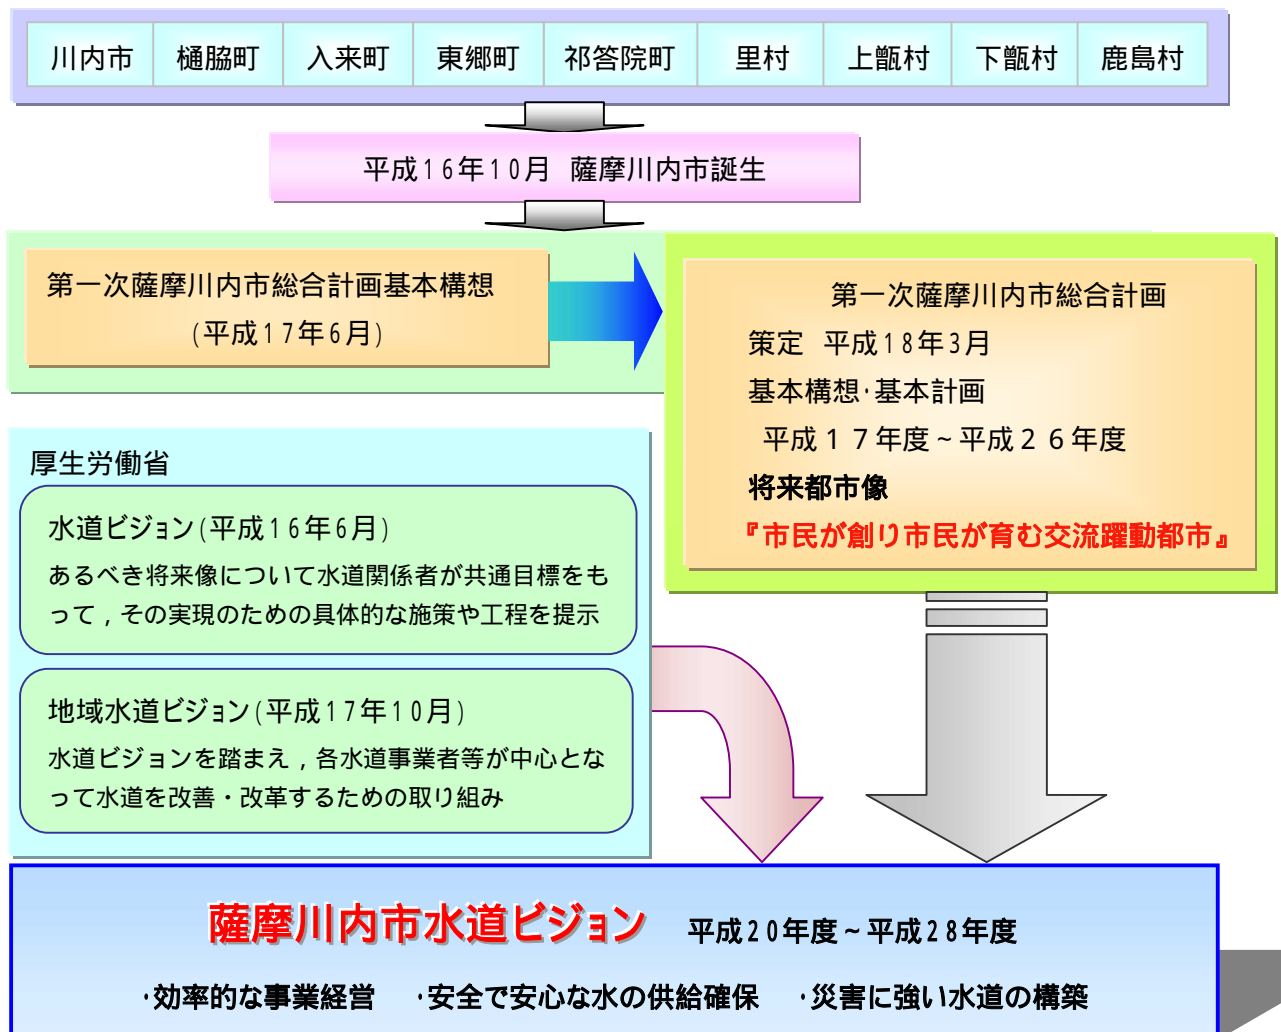 川内市 樋脇町 入来町 東郷町 祁答院町 里村 上甑村 下甑村 鹿島村
平成16年10月 薩摩川内市誕生
第一次薩摩川内市総合計画基本構想
(平成17年6月)
第一次薩摩川内市総合計画
策定 平成18年3月
基本構想・基本計画
平成17年度~平成26年度
将来都市像
『市民が創り市民が育む交流躍動都市』
厚生労働省
水道ビジョン(平成16年6月)
あるべき将来像について水道関係者が共通目標をも
って,その実現のための具体的な施策や工程を提示
地域水道ビジョン(平成17年10月)
水道ビジョンを踏まえ,各水道事業者等が中心とな
って水道を改善・改革するための取り組み
薩摩川内市水道ビジョン 平成20年度~平成28年度
・効率的な事業経営 ・安全で安心な水の供給確保 ・災害に強い水道の構築